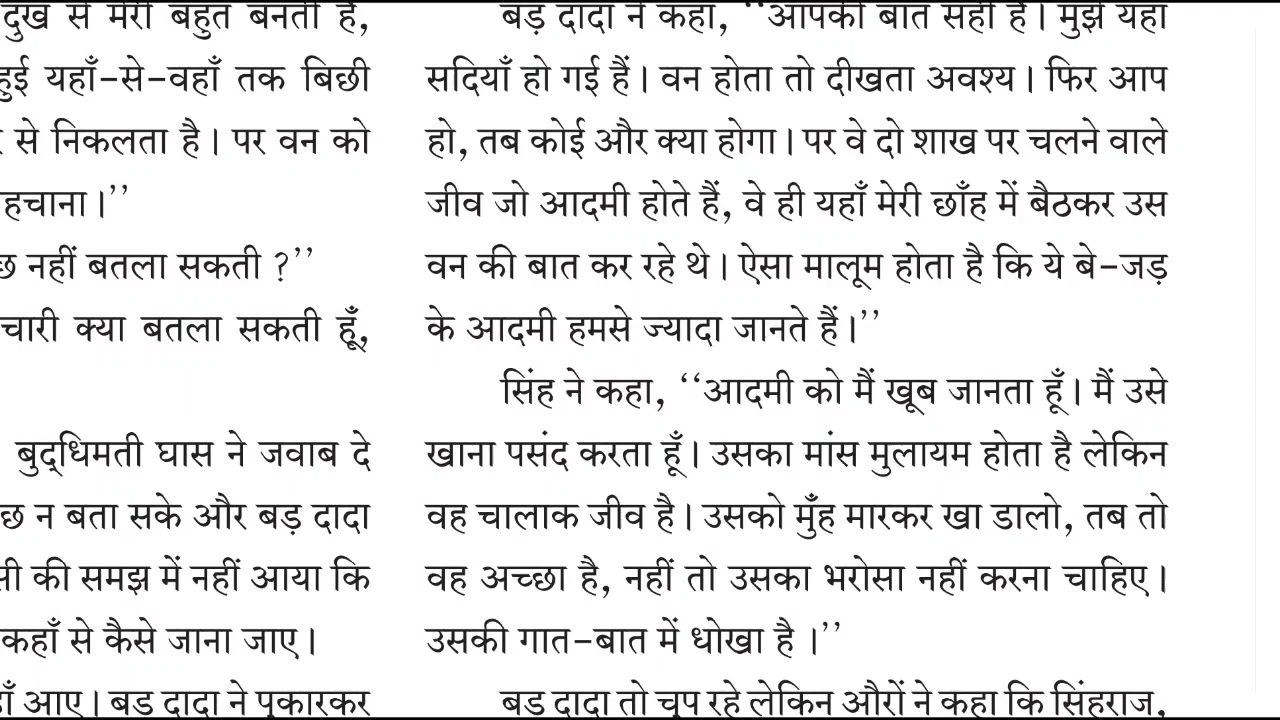 दुख से मेरी बहुत बनती है,
हुई यहाँ-से-वहाँ तक बिछी
से निकलता है। पर वन को
हचाना।''
छ नहीं बतला सकती ?''
चारी क्या बतला सकती हूँ,
बुद्धिमती घास ने जवाब दे
छ न बता सके और बड़ दादा
सी की समझ में नहीं आया कि
कहाँ से कैसे जाना जाए।
आए। बड़ दादा ने पुकारकर
बड़ दादा ने कहा, ''आपकी बात सही है। मुझे यहाँ
सदियाँ हो गई हैं। वन होता तो दीखता अवश्य। फिर आप
हो, तब कोई और क्या होगा। पर वे दो शाख पर चलने वाले
जीव जो आदमी होते हैं, वे ही यहाँ मेरी छाँह में बैठकर उस
वन की बात कर रहे थे। ऐसा मालूम होता है कि ये बे-जड़
के आदमी हमसे ज्यादा जानते हैं।''
सिंह ने कहा, ''आदमी को मैं खूब जानता हूँ। मैं उसे
खाना पसंद करता हूँ। उसका मांस मुलायम होता है लेकिन
वह चालाक जीव है। उसको मुँह मारकर खा डालो, तब तो
वह अच्छा है, नहीं तो उसका भरोसा नहीं करना चाहिए।
उसकी गात-बात में धोखा है ।''
बड़ दादा तो चुप रहे लेकिन औरों ने कहा कि सिंहराज,